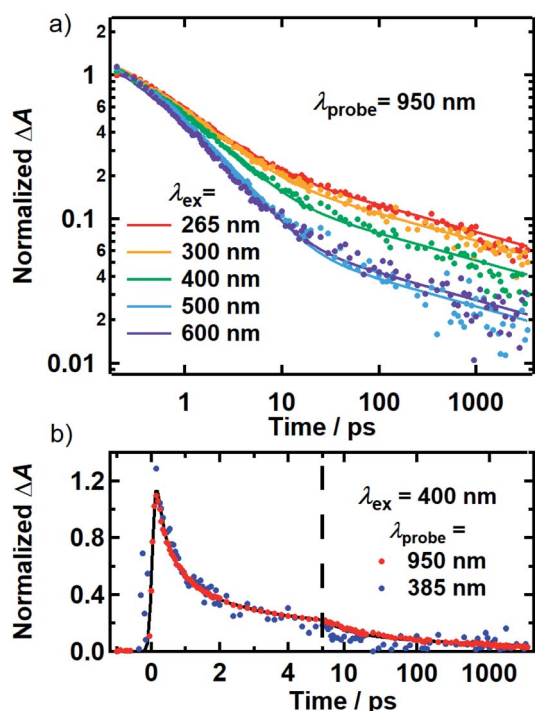 a)
2
1
6
4
2
0.1
6
4
2
0.01
Normalized ΔA
λprobe= 950 nm
λex=
265 nm
300 nm
400 nm
500 nm
600 nm
1
10
100
1000
Time / ps
b)
1.2
0.8
0.4
0.0
Normalized ΔA
λex = 400 nm
λprobe =
950 nm
385 nm
0
2
4
10
100
1000
Time / ps